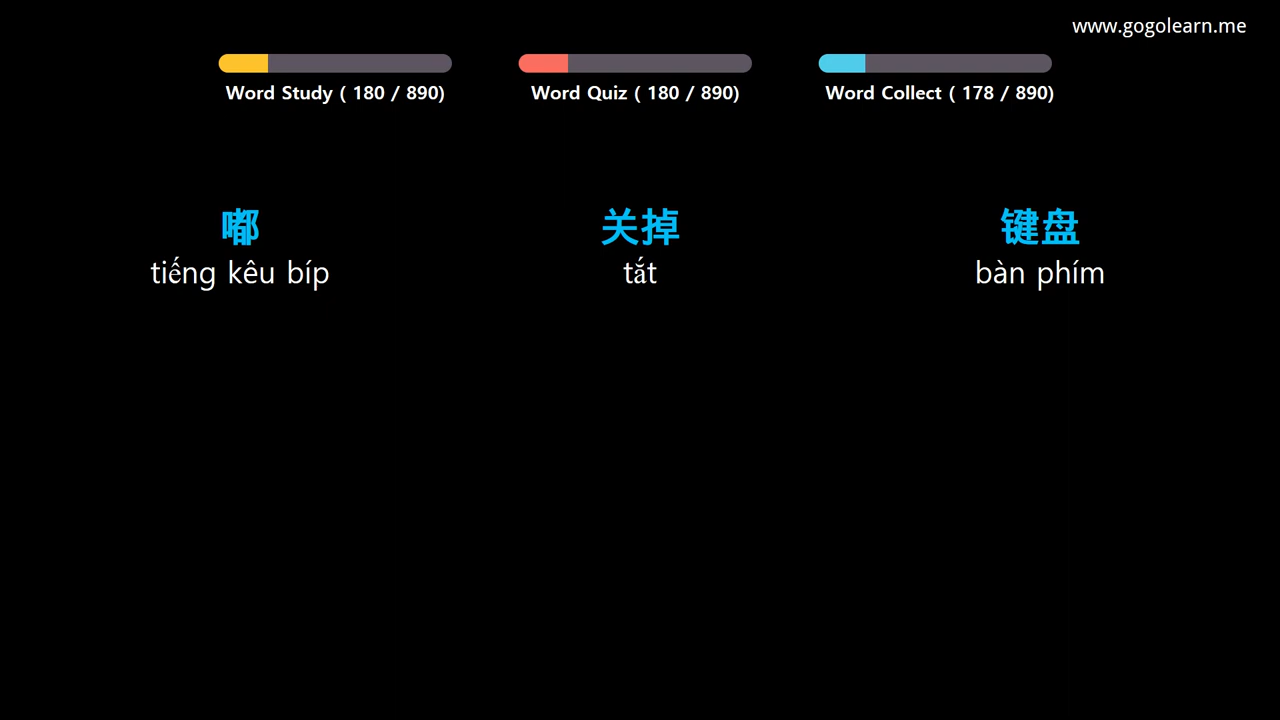 www.gogolearn.me
Word Study ( 180 / 890)
Word Quiz ( 180 / 890)
Word Collect ( 178 / 890)
嘟
tiếng kêu bíp
关掉
tắt
键盘
bàn phím